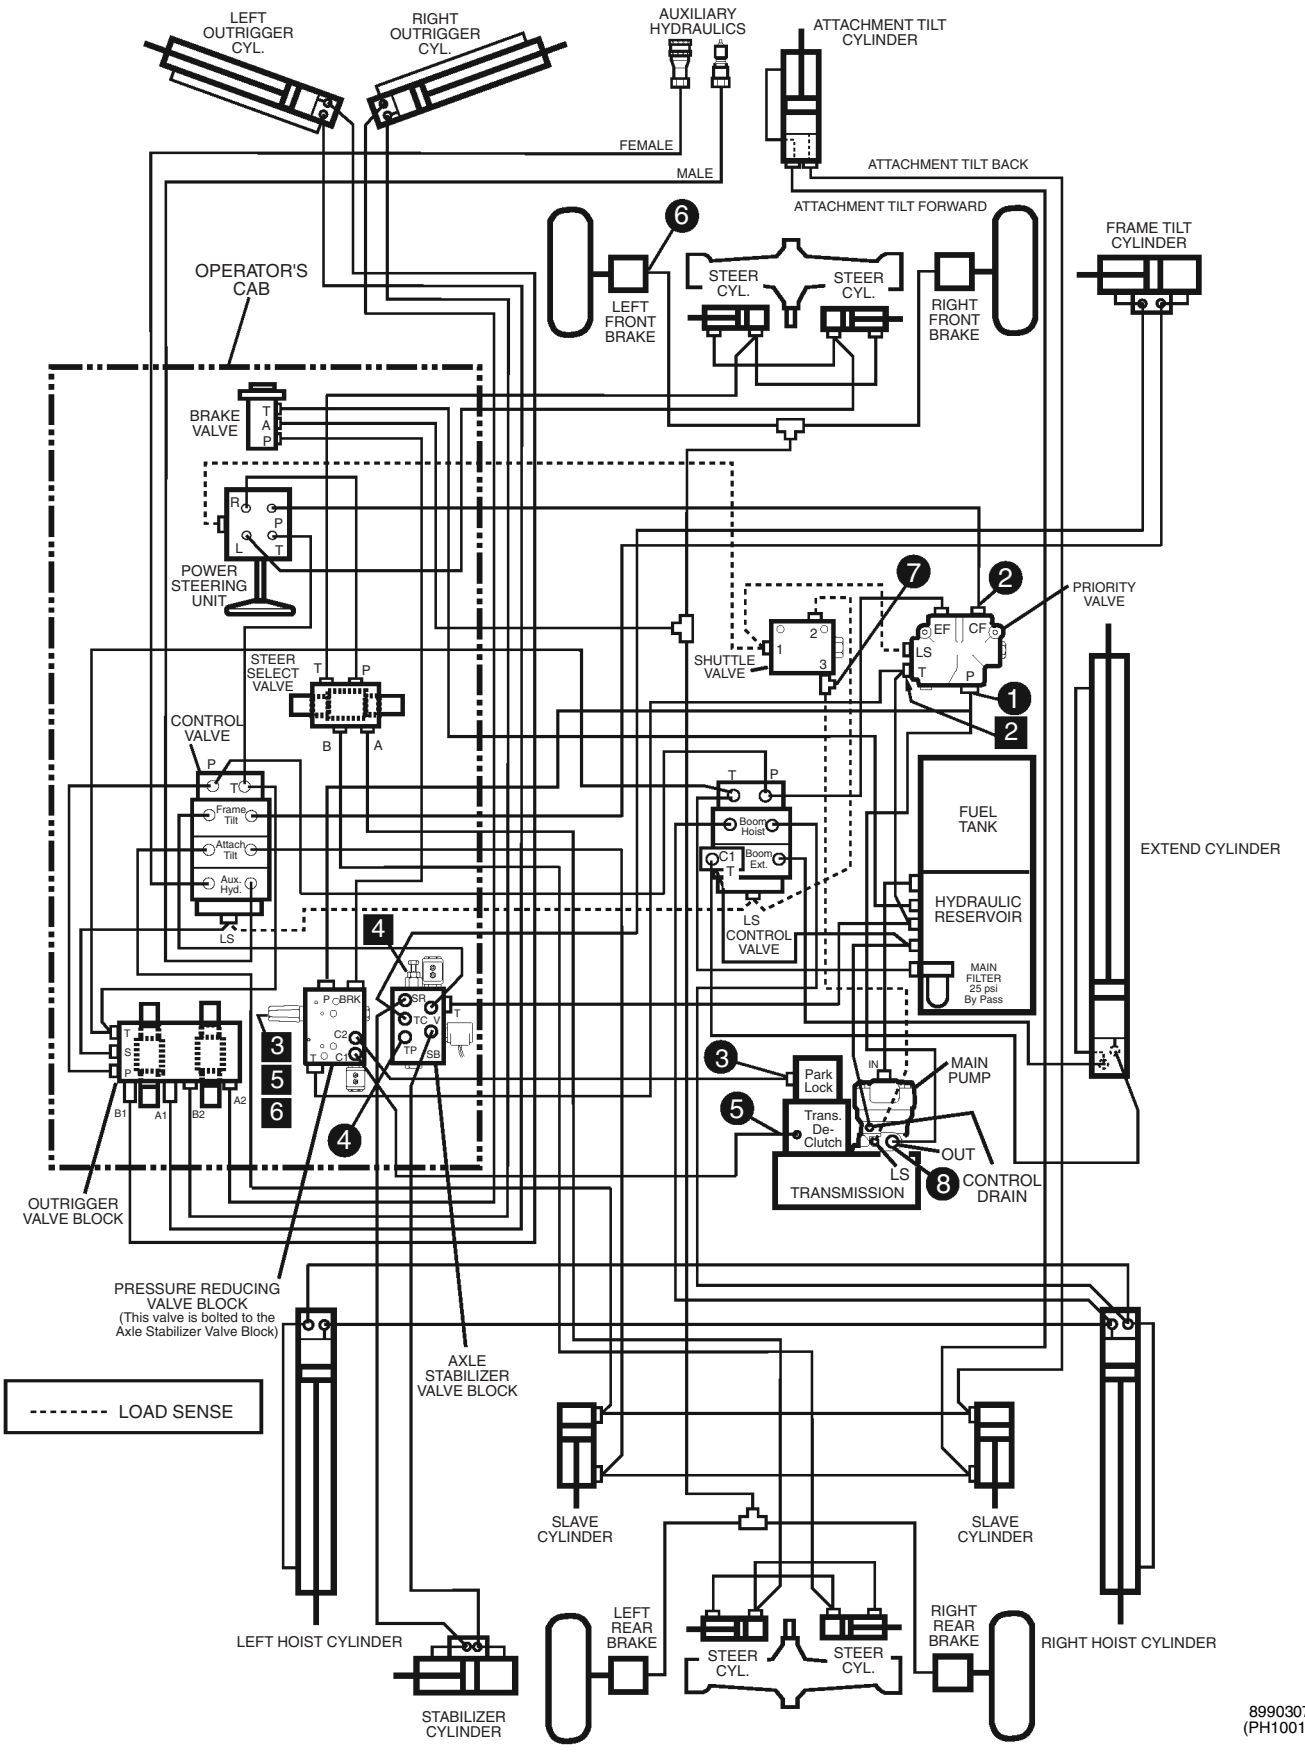 LEFT
OUTRIGGER
CYL.
RIGHT
OUTRIGGER
CYL.
AUXILIARY
HYDRAULICS
ATTACHMENT TILT
CYLINDER
FEMALE
MALE
ATTACHMENT TILT BACK
ATTACHMENT TILT FORWARD
6
FRAME TILT
CYLINDER
OPERATOR'S
CAB
STEER
CYL.
STEER
CYL.
LEFT
FRONT
BRAKE
RIGHT
FRONT
BRAKE
BRAKE
VALVE
T
A
P
R
P
L
T
POWER
STEERING
UNIT
7
2
PRIORITY
VALVE
EF
CF
LS
T
P
1
2
3
SHUTTLE
VALVE
1
2
STEER
SELECT
VALVE
T
P
B
A
CONTROL
VALVE
P
T
Frame
Tilt
Attach
Tilt
Aux.
Hyd.
LS
T
P
Boom
Hoist
C1
T
Boom
Ext.
LS
CONTROL
VALVE
FUEL
TANK
HYDRAULIC
RESERVOIR
MAIN
FILTER
25 psi
By Pass
EXTEND CYLINDER
4
P
BRK
C2
C1
T
SR
TC
V
TP
SB
T
3
5
6
T
S
P
B1
A1
B2
A2
4
3
Park
Lock
IN
MAIN
PUMP
5
Trans.
De-
Clutch
OUT
LS
8
CONTROL
DRAIN
TRANSMISSION
OUTRIGGER
VALVE BLOCK
PRESSURE REDUCING
VALVE BLOCK
(This valve is bolted to the
Axle Stabilizer Valve Block)
AXLE
STABILIZER
VALVE BLOCK
LOAD SENSE
SLAVE
CYLINDER
SLAVE
CYLINDER
LEFT HOIST CYLINDER
LEFT
REAR
BRAKE
STEER
CYL.
STEER
CYL.
RIGHT
REAR
BRAKE
RIGHT HOIST CYLINDER
STABILIZER
CYLINDER
8990307
(PH1001